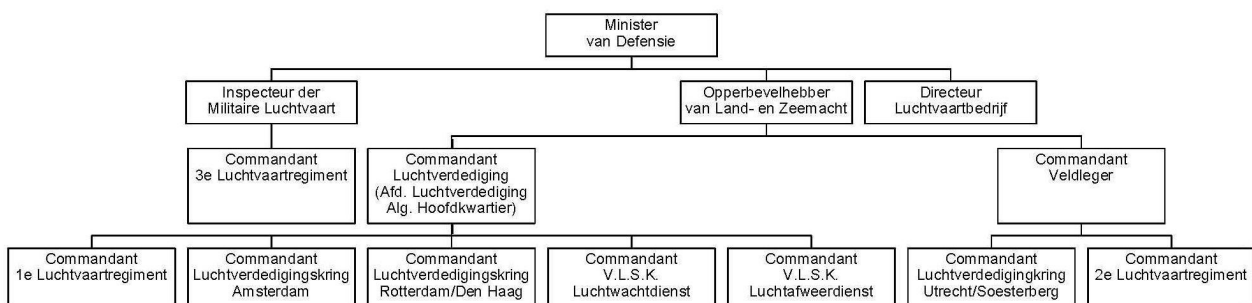 Minister
van Defensie
Inspecteur der
Militaire Luchtvaart
Opperbevelhebber
van Land- en Zeemacht
Directeur
Luchtvaartbedrijf
Commandant
3e Luchtvaartregiment
Commandant
Luchtverdediging
(Afd. Luchtverdediging
Alg. Hoofdkwartier)
Commandant
Veldleger
Commandant
1e Luchtvaartregiment
Commandant
Luchtverdedigingskring
Amsterdam
Commandant
Luchtverdedigingskring
Rotterdam/Den Haag
Commandant
V.L.S.K.
Luchtwachtdienst
Commandant
V.L.S.K.
Luchtafweerdienst
Commandant
Luchtverdedigingkring
Utrecht/Soesterberg
Commandant
2e Luchtvaartregiment